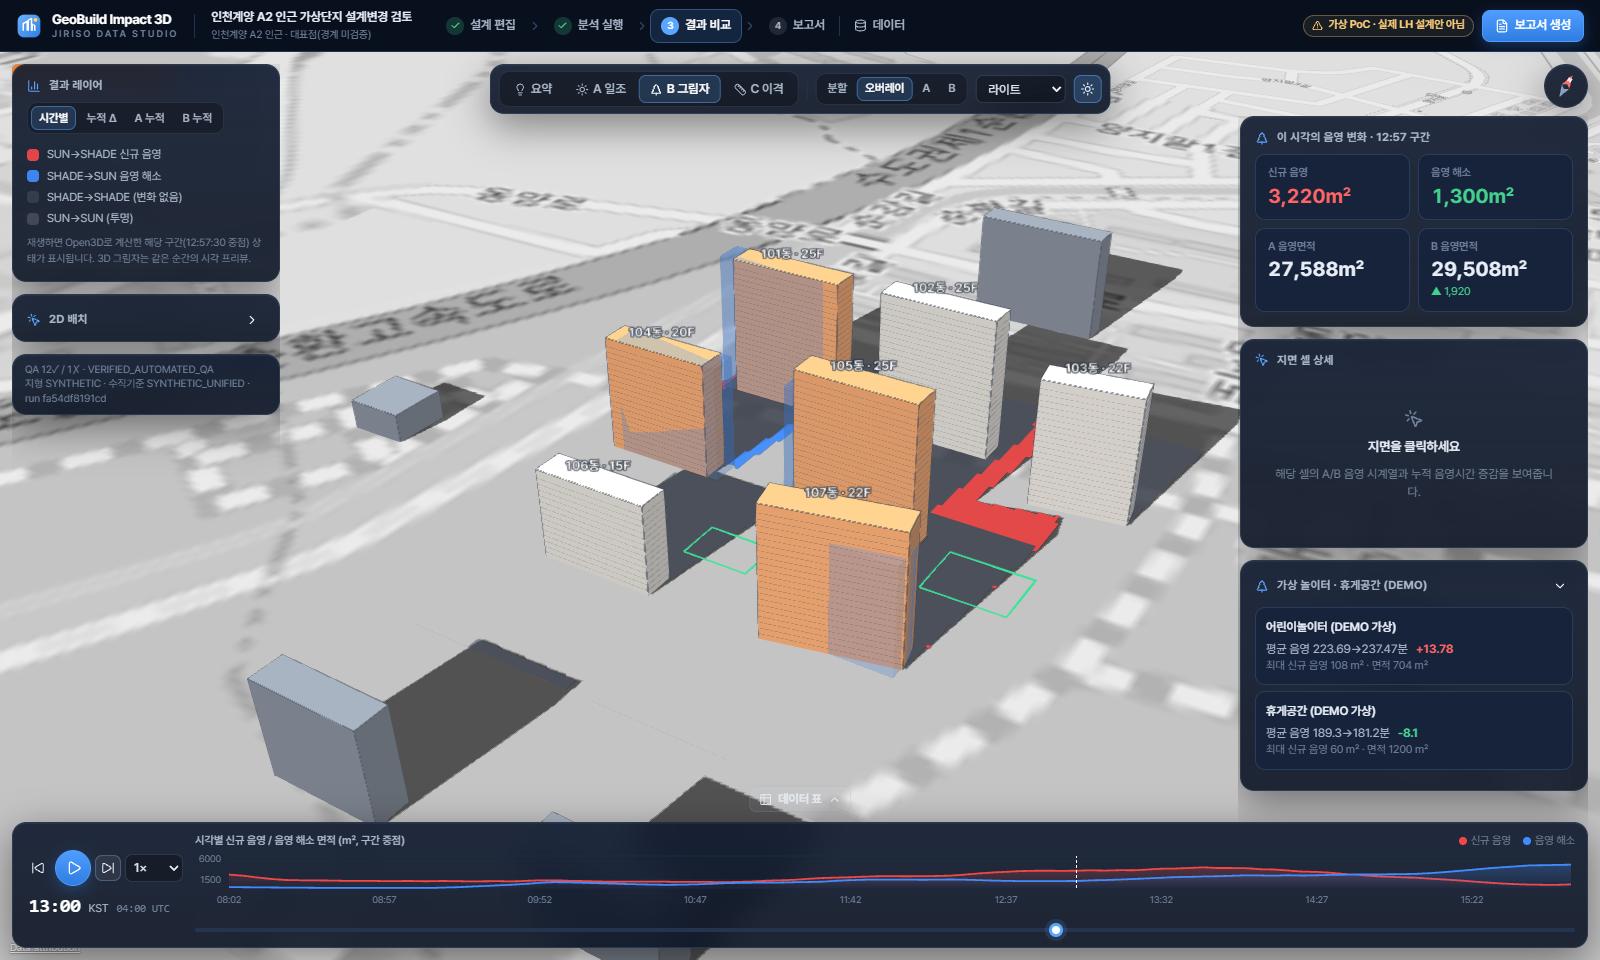 GeoBuild Impact 3D
JIRISO DATA STUDIO
인천계양 A2 인근 가상단지 설계변경 검토
인천계양 A2 인근 · 대표점(경계 미검증)
설계 편집
분석 실행
3 결과 비교
4 보고서
데이터
가상 PoC · 실제 LH 설계안 아님
보고서 생성
결과 레이어
시간별 누적 Δ A 누적 B 누적
SUN→SHADE 신규 음영
SHADE→SUN 음영 해소
SHADE→SHADE (변화 없음)
SUN→SUN (투명)
재생하면 Open3D로 계산한 해당 구간(12:57:30 중점) 상
태가 표시됩니다. 3D 그림자는 같은 순간의 시각 프리뷰.
2D 배치
QA 12✓ / 1✗ · VERIFIED_AUTOMATED_QA
지형 SYNTHETIC · 수직기준 SYNTHETIC_UNIFIED ·
run fa54df8191cd
요약 A 일조 B 그림자 C 이격
분할 오버레이 A B
라이트
수도권제1순
동양로
101동 · 25F
102동 · 25F
104동 · 20F
105동 · 25F
103동 · 22F
106동 · 15F
107동 · 22F
이 시각의 음영 변화 · 12:57 구간
신규 음영
3,220m²
음영 해소
1,300m²
A 음영면적
27,588m²
B 음영면적
29,508m²
▲ 1,920
지면 셀 상세
지면을 클릭하세요
해당 셀의 A/B 음영 시계열과 누적 음영시간 증감을 보여줍니
다.
가상 놀이터 · 휴게공간 (DEMO)
어린이놀이터 (DEMO 가상)
평균 음영 223.69→237.47분 +13.78
최대 신규 음영 108 m² · 면적 704 m²
휴게공간 (DEMO 가상)
평균 음영 189.3→181.2분 -8.1
최대 신규 음영 60 m² · 면적 1200 m²
데이터 표
시각별 신규 음영 / 음영 해소 면적 (m², 구간 중점)
신규 음영 음영 해소
6000
1500
08:02 08:57 09:52 10:47 11:42 12:37 13:32 14:27 15:22
1×
13:00 KST 04:00 UTC
Data attribution